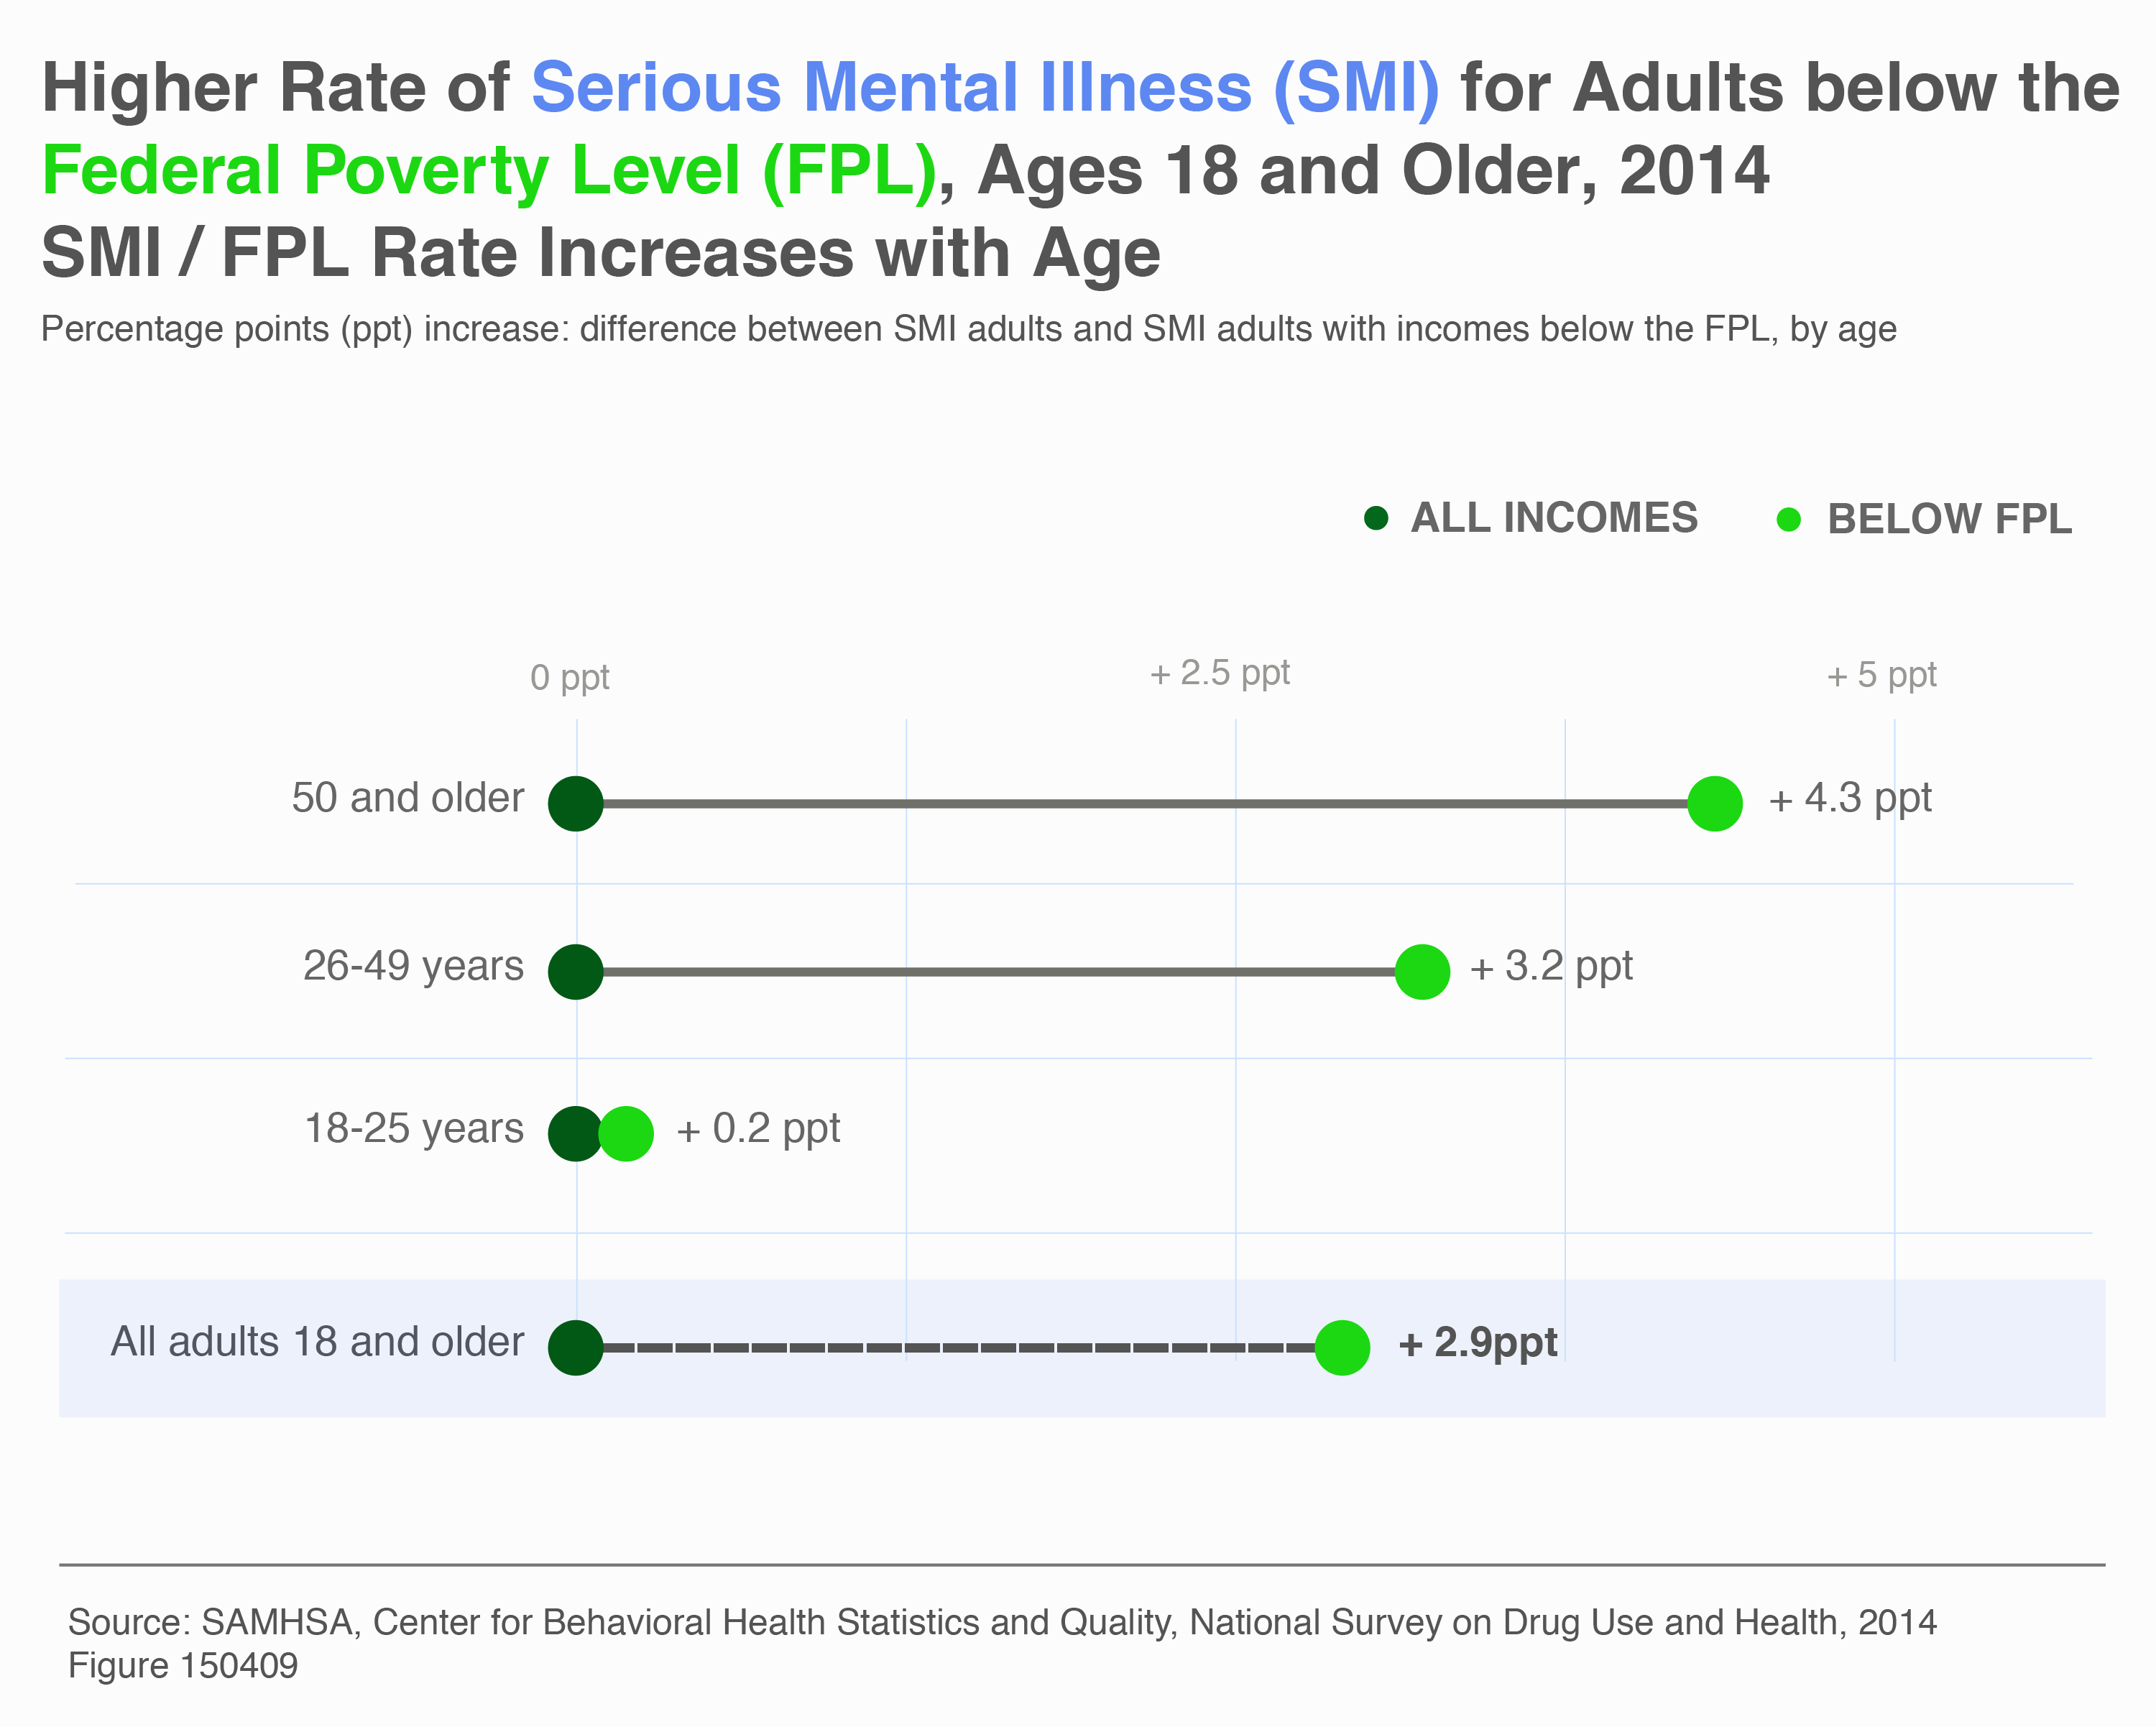 Higher Rate of Serious Mental Illness (SMI) for Adults below the
Federal Poverty Level (FPL), Ages 18 and Older, 2014
SMI / FPL Rate Increases with Age
Percentage points (ppt) increase: difference between SMI adults and SMI adults with incomes below the FPL, by age
ALL INCOMES BELOW FPL
0 ppt + 2.5 ppt + 5 ppt
50 and older + 4.3 ppt
26-49 years + 3.2 ppt
18-25 years + 0.2 ppt
All adults 18 and older + 2.9ppt
Source: SAMHSA, Center for Behavioral Health Statistics and Quality, National Survey on Drug Use and Health, 2014
Figure 150409